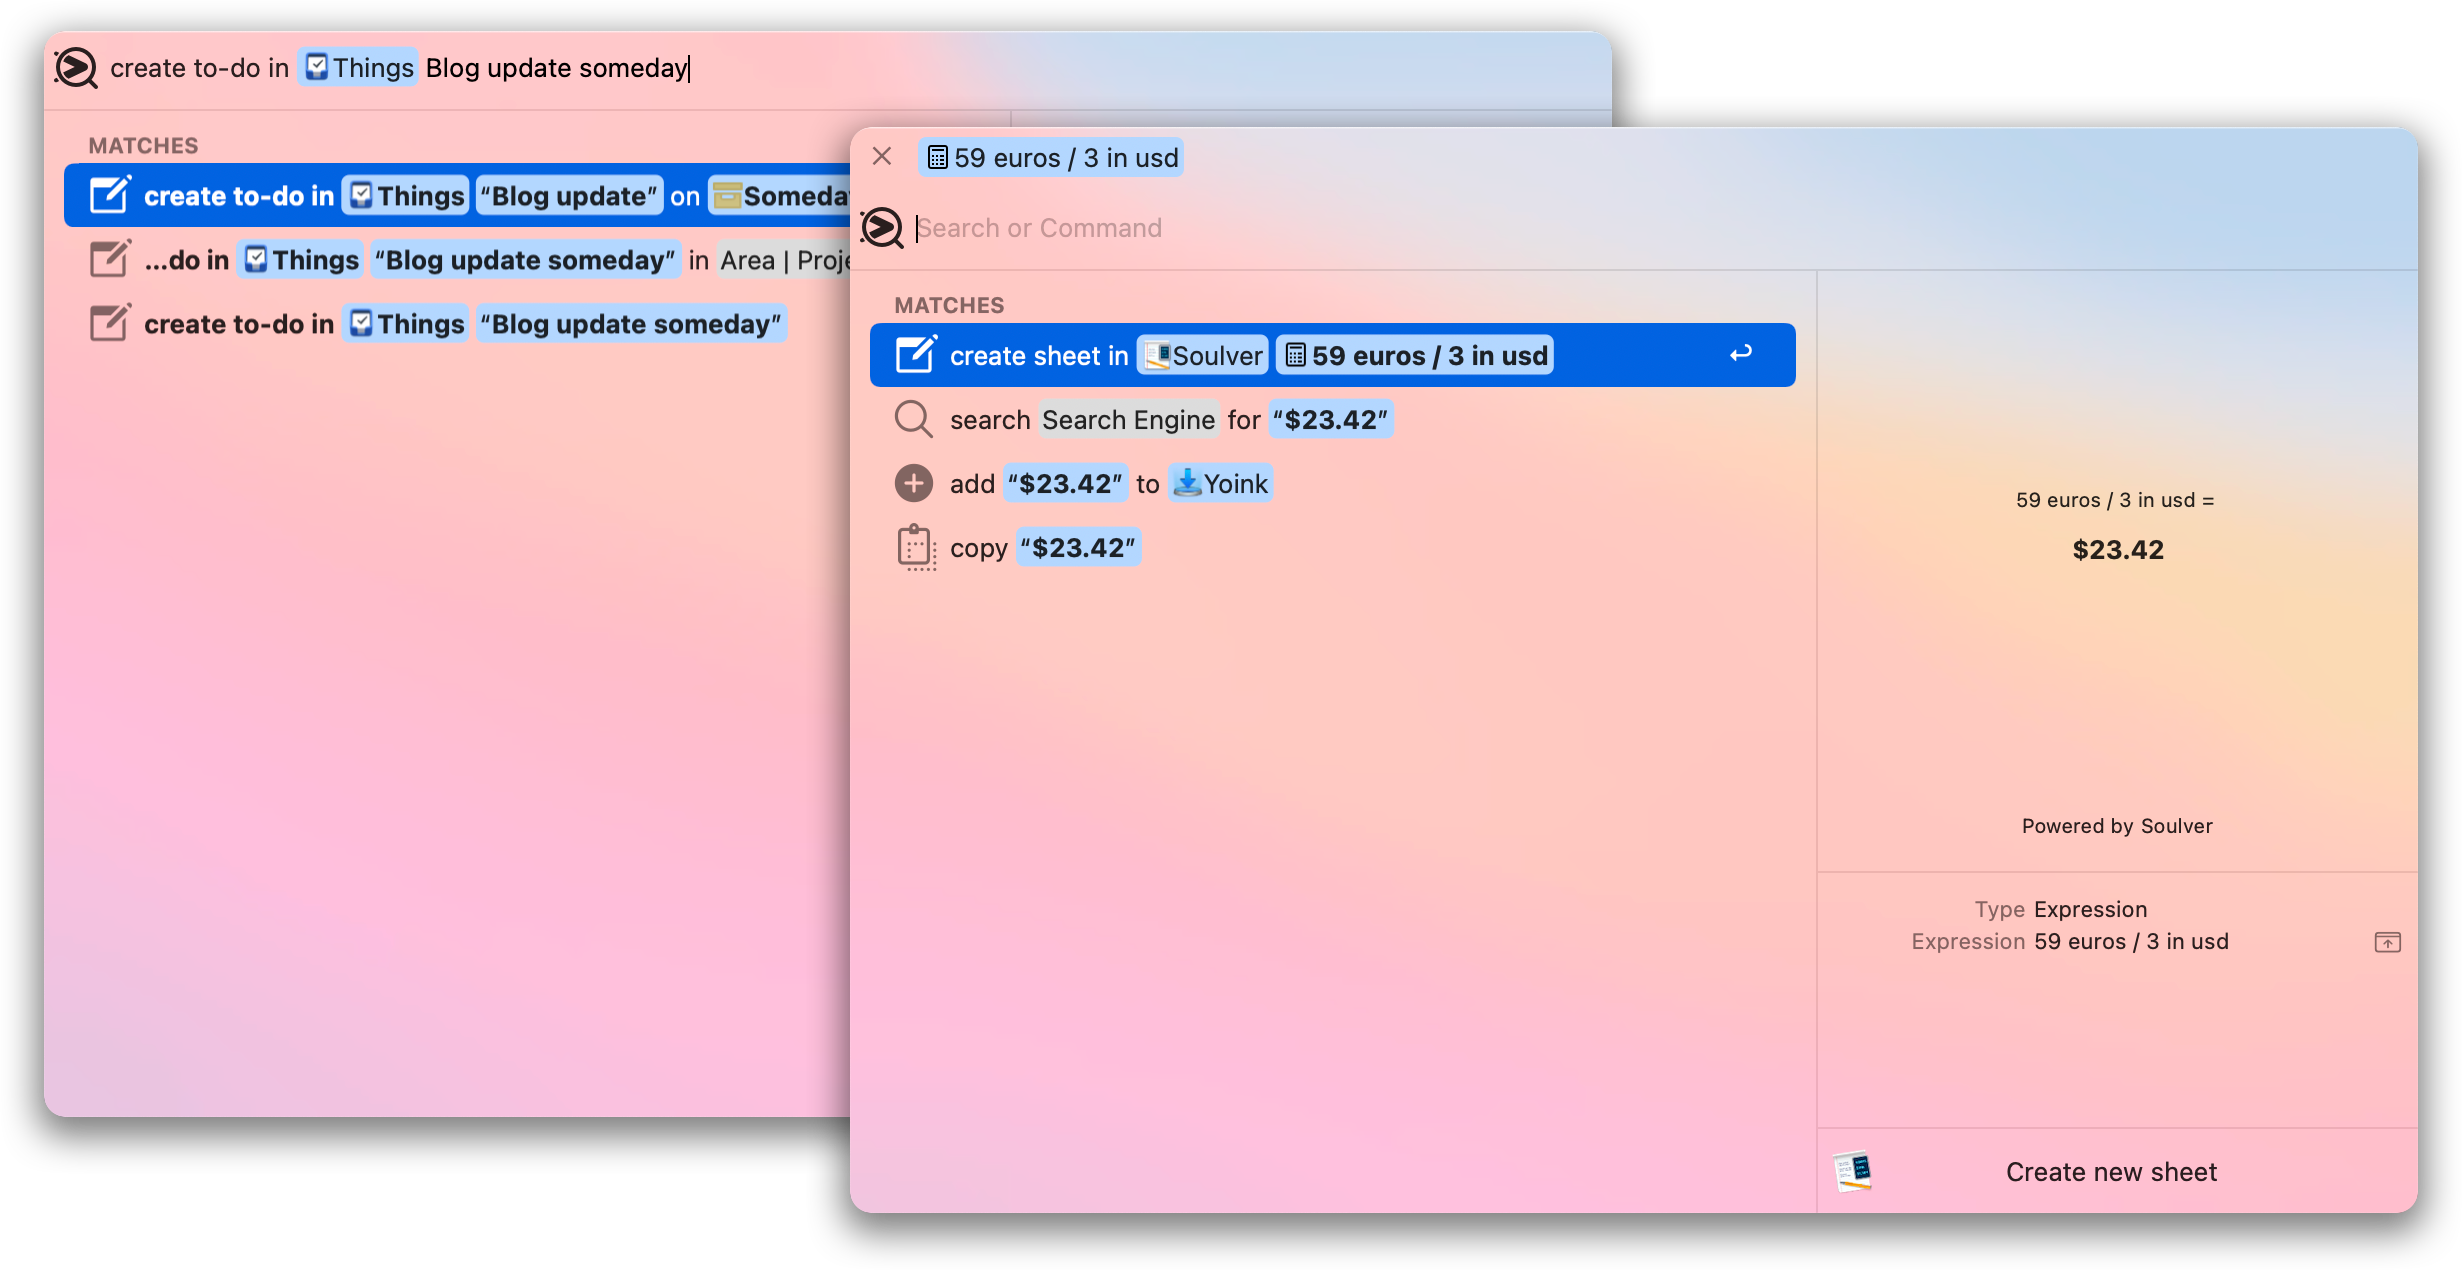 create to-do in Things Blog update someday
MATCHES
create to-do in Things “Blog update” on Someda
...do in Things “Blog update someday” in Area | Proje
create to-do in Things “Blog update someday”
59 euros / 3 in usd
Search or Command
MATCHES
create sheet in Soulver 59 euros / 3 in usd
search Search Engine for “$23.42”
add “$23.42” to Yoink
copy “$23.42”
59 euros / 3 in usd =
$23.42
Powered by Soulver
Type Expression
Expression 59 euros / 3 in usd
Create new sheet